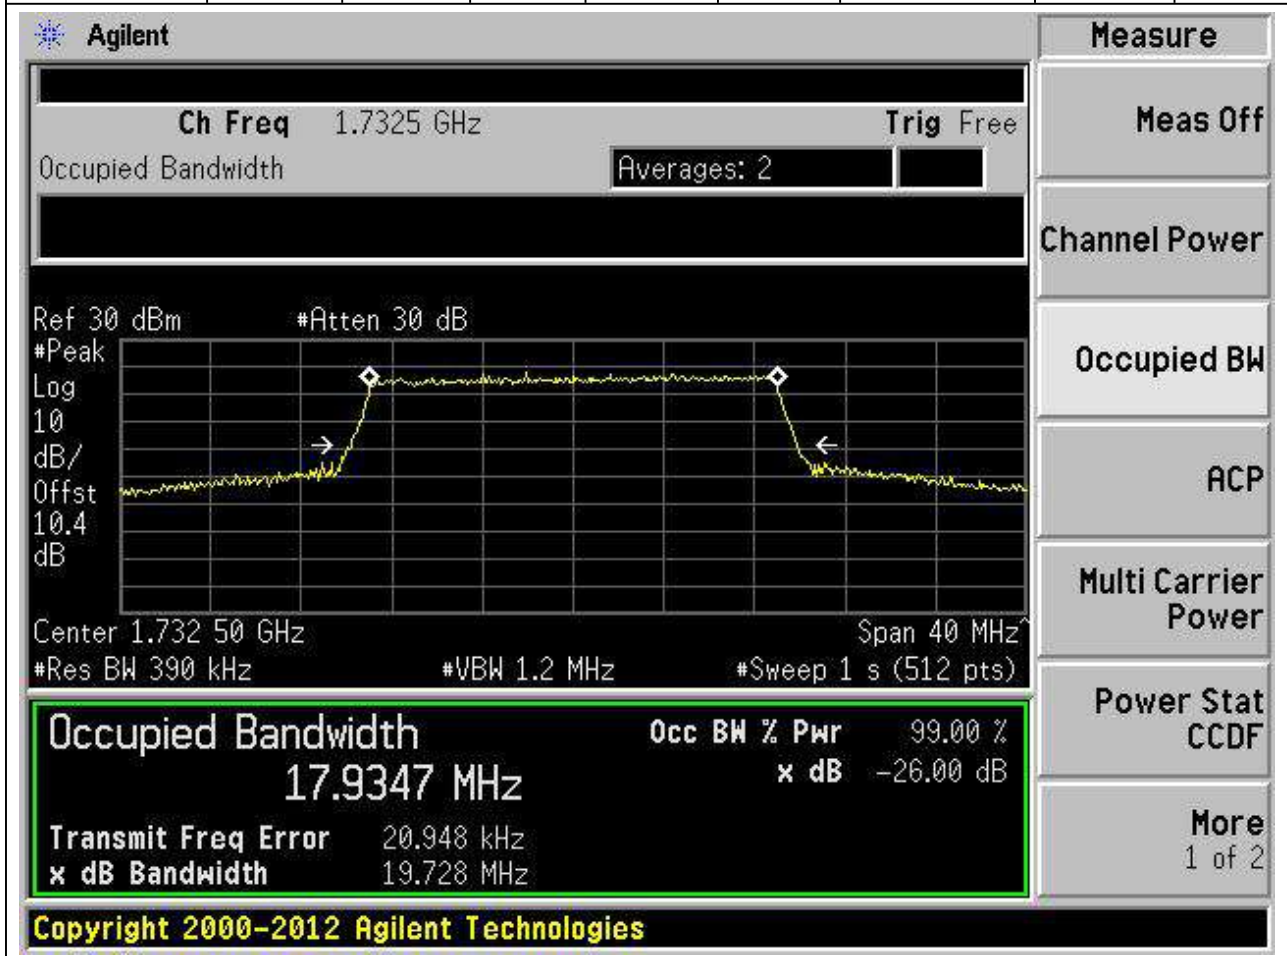 Agilent
Measure
Ch Freq 1.7325 GHz Trig Free
Meas Off
Occupied Bandwidth Averages: 2
Channel Power
Ref 30 dBm #Atten 30 dB
#Peak
Log
10
dB/
Offst
10.4
dB
Occupied BW
ACP
Center 1.732 50 GHz Span 40 MHz^
#Res BW 390 kHz #VBW 1.2 MHz #Sweep 1 s (512 pts)
Multi Carrier
Power
Occupied Bandwidth Occ BW % Pwr 99.00 %
17.9347 MHz x dB -26.00 dB
Transmit Freq Error 20.948 kHz
x dB Bandwidth 19.728 MHz
Power Stat
CCDF
More
1 of 2
Copyright 2000-2012 Agilent Technologies